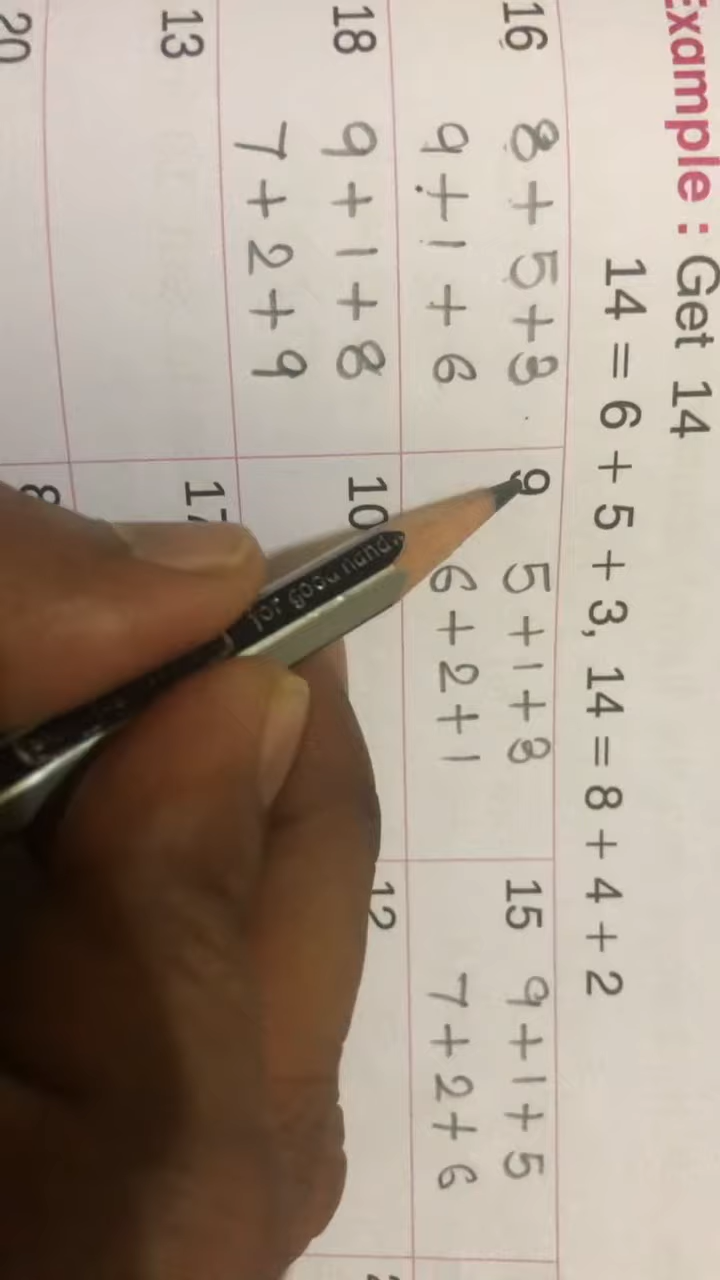 Example : Get 14
14 = 6 + 5 + 3, 14 = 8 + 4 + 2
16 8 + 5 + 3
9 + 1 + 6
9 5 + 1 + 3
6 + 2 + 1
15 9 + 1 + 5
7 + 2 + 6
18 9 + 1 + 8
7 + 2 + 9
10
12
13
17
20
8